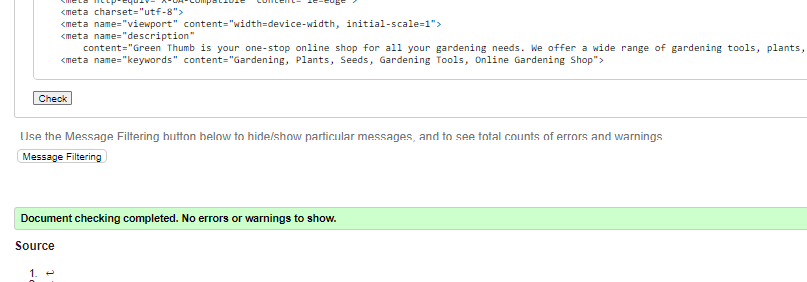 <meta http-equiv="X-UA-Compatible" content="ie=edge">
<meta charset="utf-8">
<meta name="viewport" content="width=device-width, initial-scale=1">
<meta name="description"
content="Green Thumb is your one-stop online shop for all your gardening needs. We offer a wide range of gardening tools, plants,
<meta name="keywords" content="Gardening, Plants, Seeds, Gardening Tools, Online Gardening Shop">
Check
Use the Message Filtering button below to hide/show particular messages, and to see total counts of errors and warnings
Message Filtering
Document checking completed. No errors or warnings to show.
Source
1. ↩